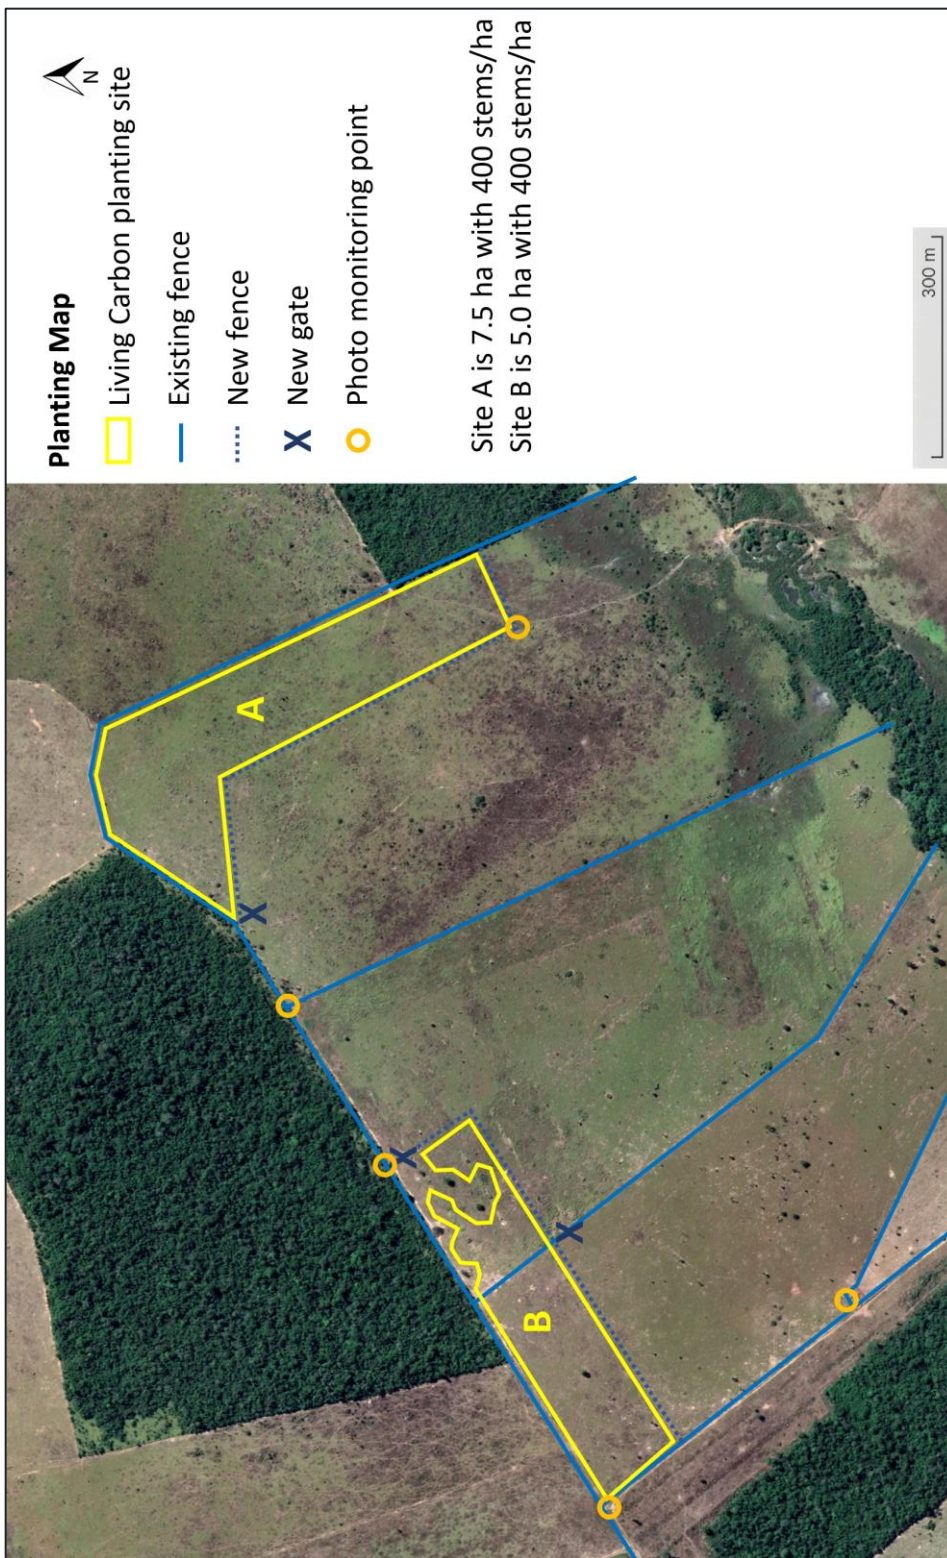 Planting Map
N
Living Carbon planting site
Existing fence
New fence
X New gate
Photo monitoring point
Site A is 7.5 ha with 400 stems/ha
Site B is 5.0 ha with 400 stems/ha
300 m
A
X
X
X
B